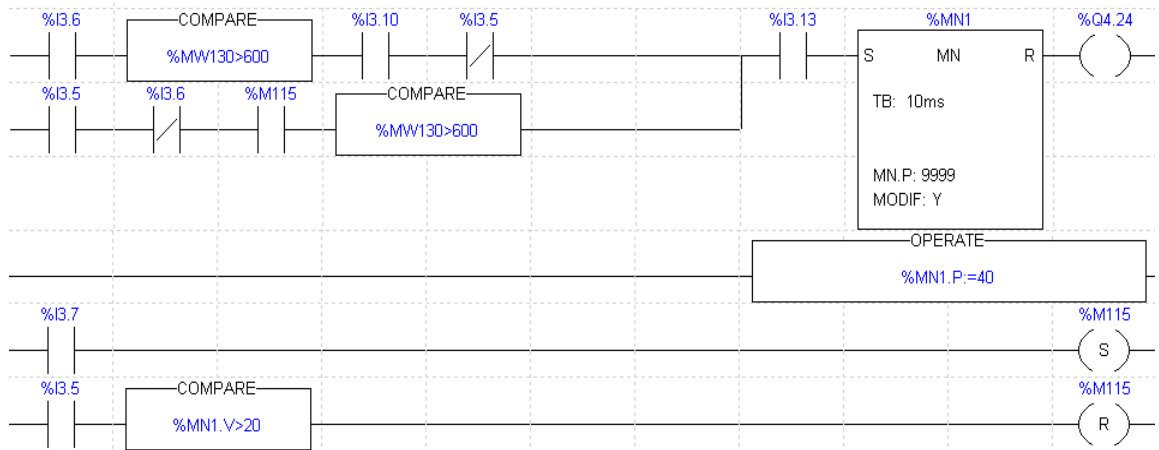 %I3.6 COMPARE %I3.10 %I3.5 %I3.13 %MN1 %Q4.24
%MW130>600 S MN R
%I3.5 %I3.6 %M115 COMPARE TB: 10ms
%MW130>600
MN.P: 9999
MODIF: Y
OPERATE
%MN1.P:=40
%I3.7 %M115
S
%I3.5 COMPARE %M115
%MN1.V>20 R